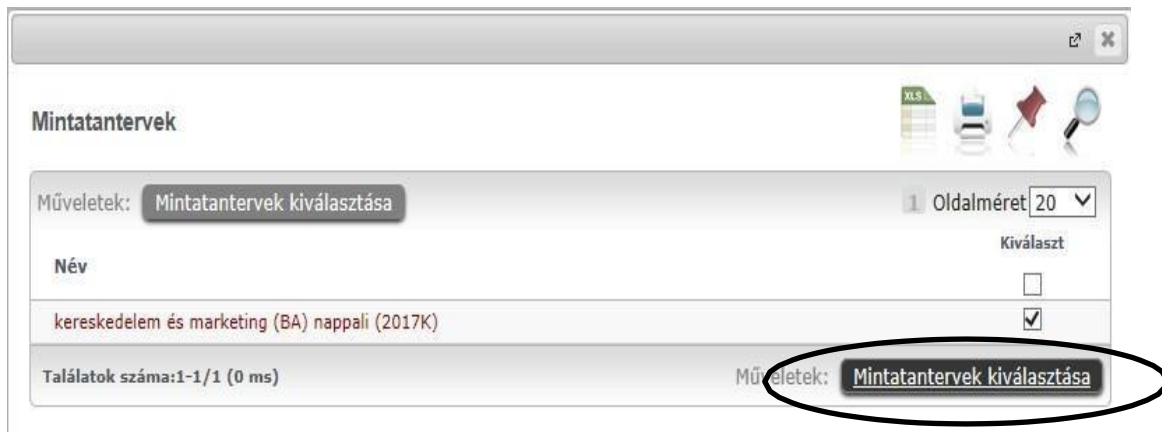 XLS
Mintatantervek
Műveletek: Mintatantervek kiválasztása 1 Oldalméret 20
Név Kiválaszt
kereskedelem és marketing (BA) nappali (2017K)
Találatok száma:1-1/1 (0 ms) Műveletek: Mintatantervek kiválasztása